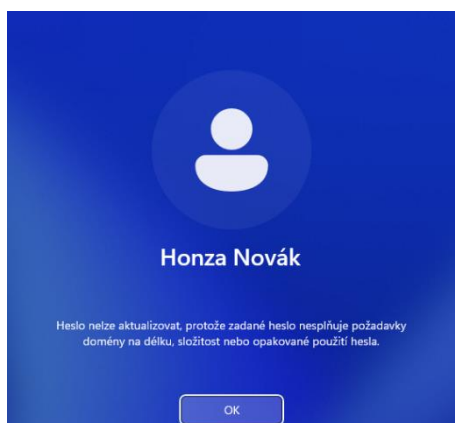 Honza Novák
Heslo nelze aktualizovat, protože zadané heslo nesplňuje požadavky
domény na délku, složitost nebo opakované použití hesla.
OK